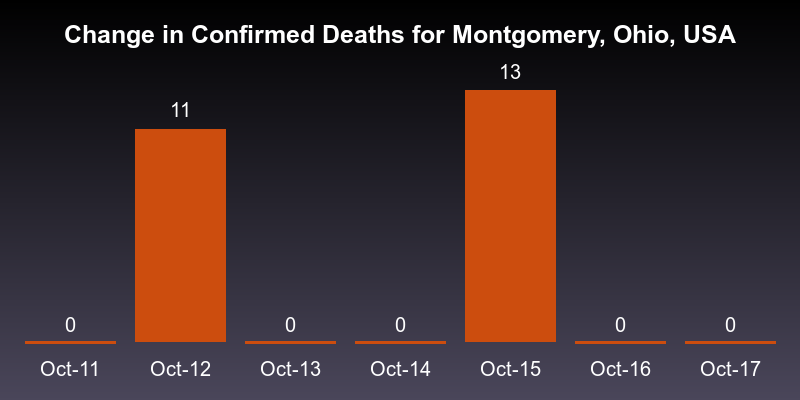 Change in Confirmed Deaths for Montgomery, Ohio, USA
0 11 0 0 13 0 0
Oct-11 Oct-12 Oct-13 Oct-14 Oct-15 Oct-16 Oct-17